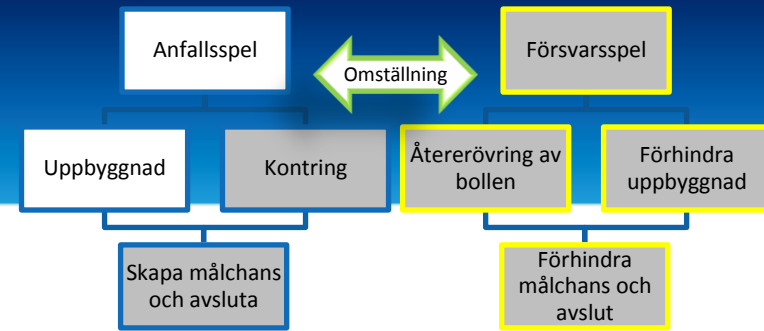 Anfallsspel
Omställning
Försvarsspel
Uppbyggnad
Kontring
Återerövring av
bollen
Förhindra
uppbyggnad
Skapa målchans
och avsluta
Förhindra
målchans och
avslut